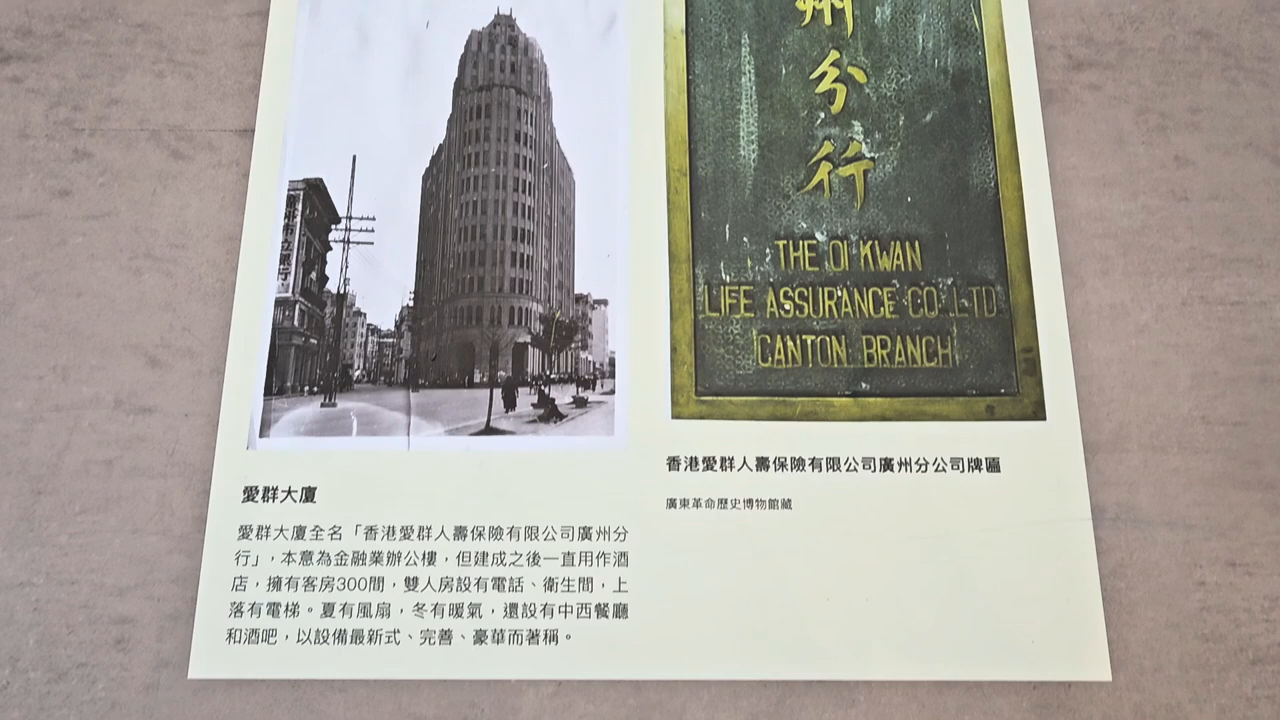 州
分
行
THE OI KWAN
LIFE ASSURANCE CO. LTD
CANTON BRANCH
市立銀行
愛群大廈
愛群大廈全名「香港愛群人壽保險有限公司廣州分
行」，本意為金融業辦公樓，但建成之後一直用作酒
店，擁有客房300間，雙人房設有電話、衛生間，上
落有電梯。夏有風扇，冬有暖氣，還設有中西餐廳
和酒吧，以設備最新式、完善、豪華而著稱。
香港愛群人壽保險有限公司廣州分公司牌匾
廣東革命歷史博物館藏